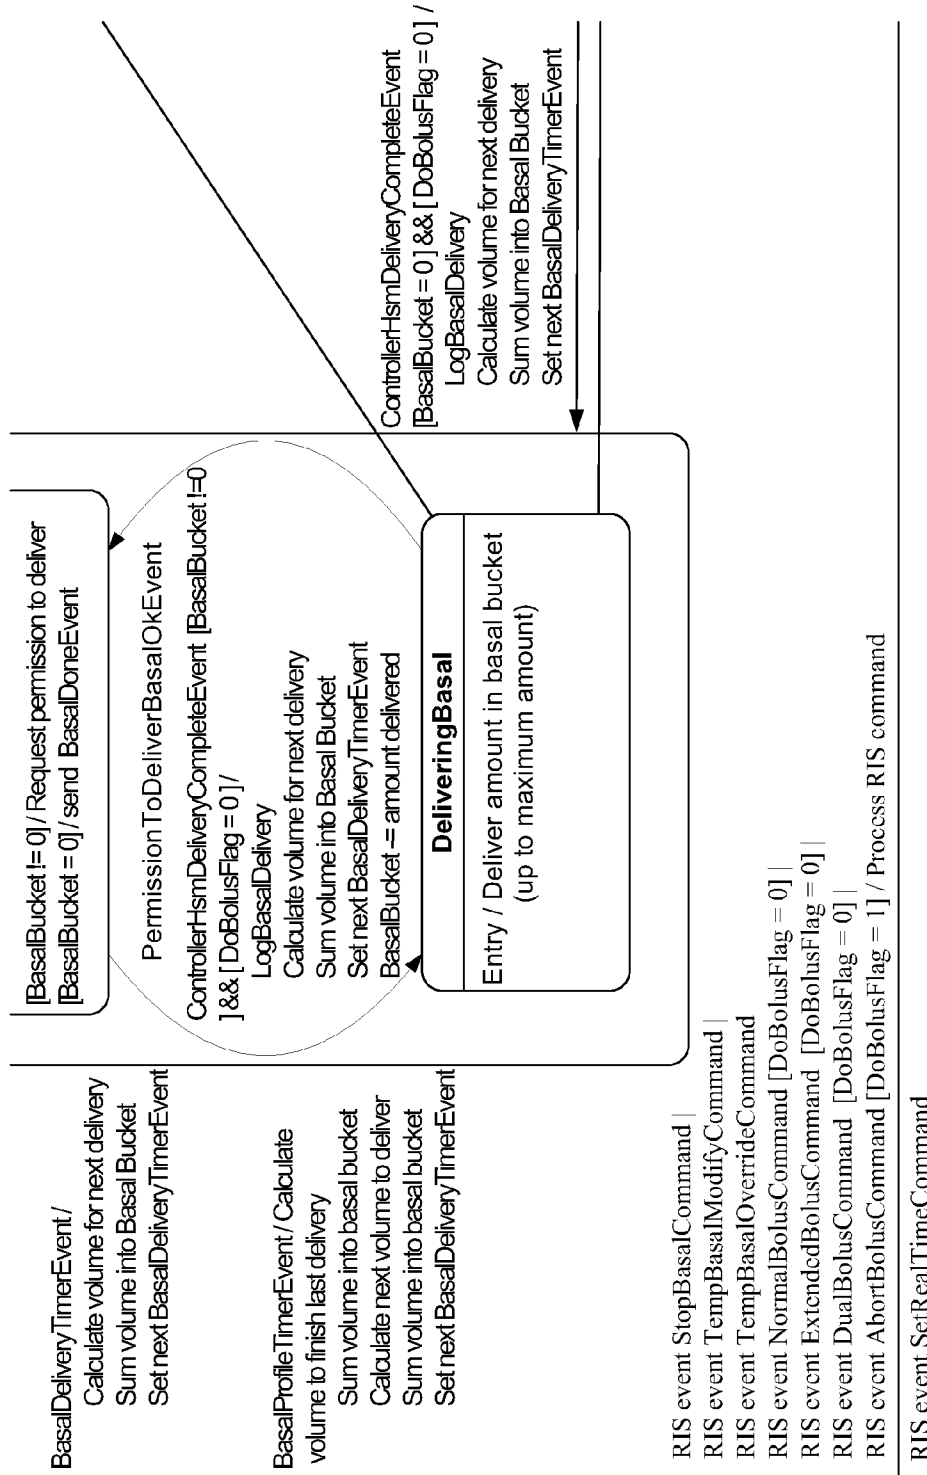 BasalDeliveryTimerEvent /
Calculate volume for next delivery
Sum volume into Basal Bucket
Set next BasalDeliveryTimerEvent
BasalProfileTimerEvent / Calculate
volume to finish last delivery
Sum volume into basal bucket
Calculate next volume to deliver
Sum volume into basal bucket
Set next BasalDeliveryTimerEvent
[BasalBucket != 0] / Request permission to deliver
[BasalBucket = 0] / send BasalDoneEvent
PermissionToDeliverBasalOkEvent
ControllerHsmDeliveryCompleteEvent [BasalBucket !=0
] && [ DoBolusFlag = 0 ] /
LogBasalDelivery
Calculate volume for next delivery
Sum volume into Basal Bucket
Set next BasalDeliveryTimerEvent
BasalBucket -= amount delivered
DeliveringBasal
Entry / Deliver amount in basal bucket
(up to maximum amount)
ControllerHsmDeliveryCompleteEvent
[BasalBucket = 0 ] && [ DoBolusFlag = 0 ] /
LogBasalDelivery
Calculate volume for next delivery
Sum volume into Basal Bucket
Set next BasalDeliveryTimerEvent
RIS event StopBasalCommand |
RIS event TempBasalModifyCommand |
RIS event TempBasalOverrideCommand
RIS event NormalBolusCommand [DoBolusFlag = 0] |
RIS event ExtendedBolusCommand [DoBolusFlag = 0] |
RIS event DualBolusCommand [DoBolusFlag = 0] |
RIS event AbortBolusCommand [DoBolusFlag = 1] / Process RIS command
RIS event SetRealTimeCommand